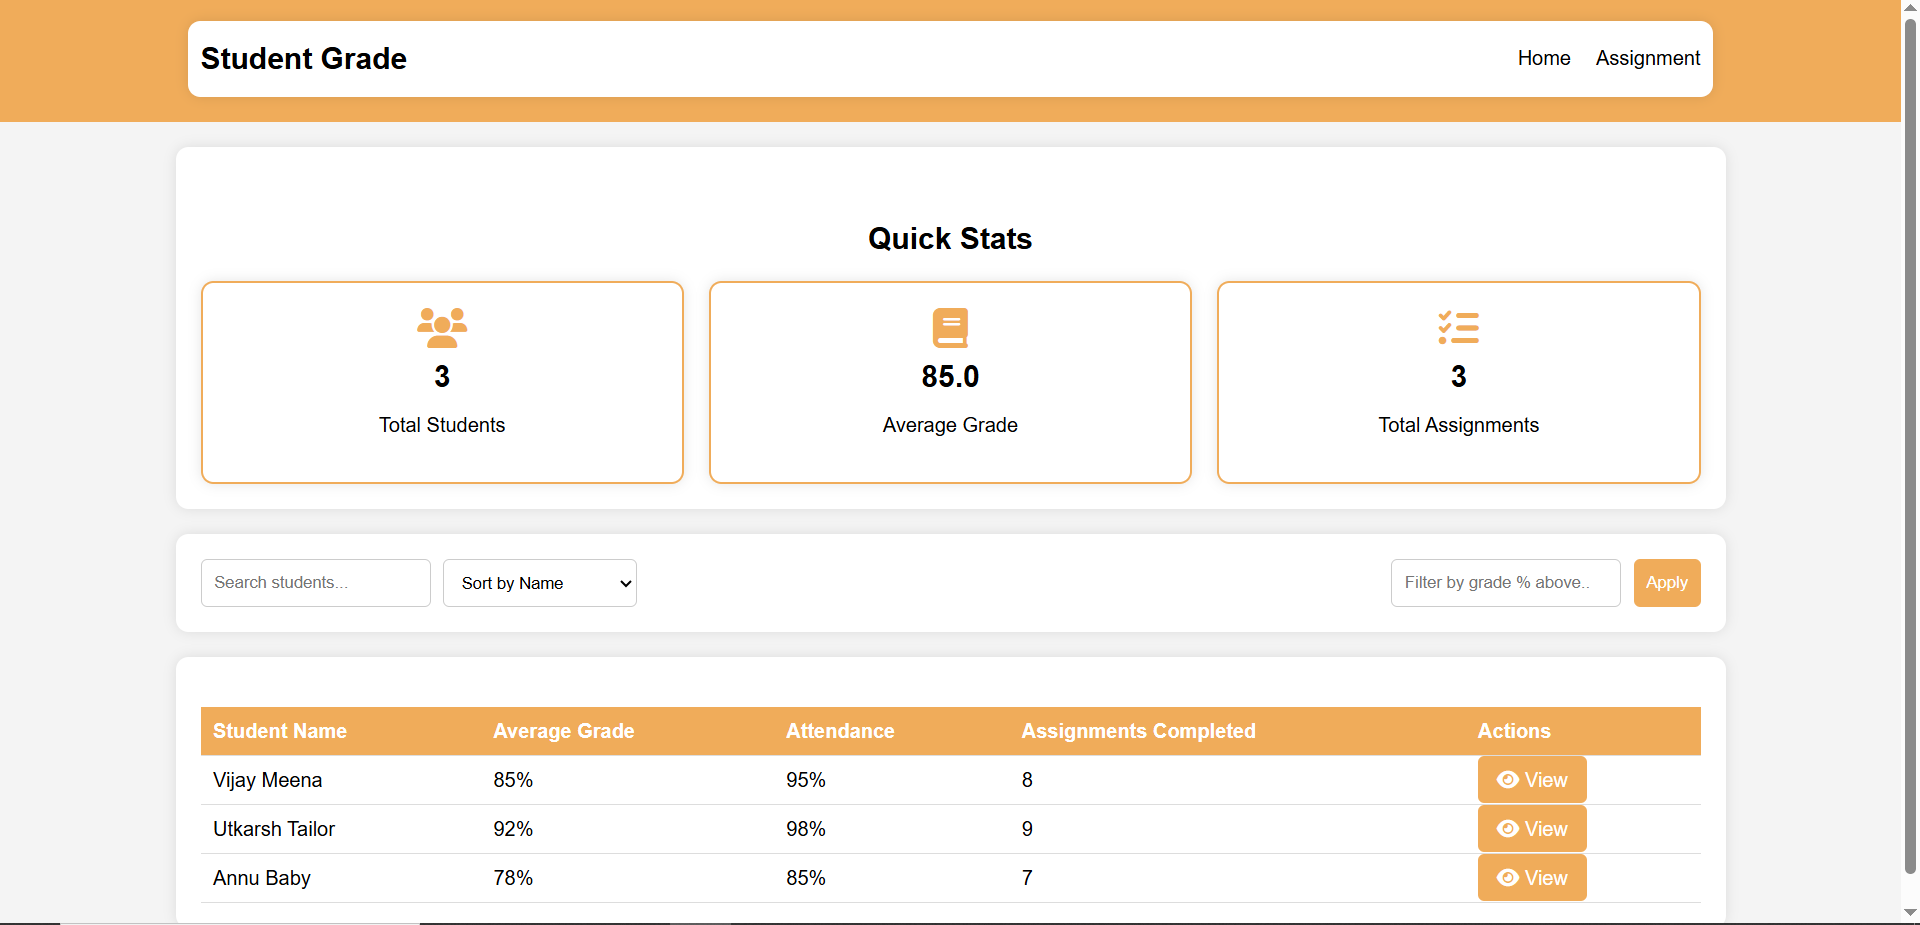 Student Grade
Home Assignment
Quick Stats
3
Total Students
85.0
Average Grade
3
Total Assignments
Search students...
Sort by Name
Filter by grade % above..
Apply
Student Name Average Grade Attendance Assignments Completed Actions
Vijay Meena 85% 95% 8 View
Utkarsh Tailor 92% 98% 9 View
Annu Baby 78% 85% 7 View